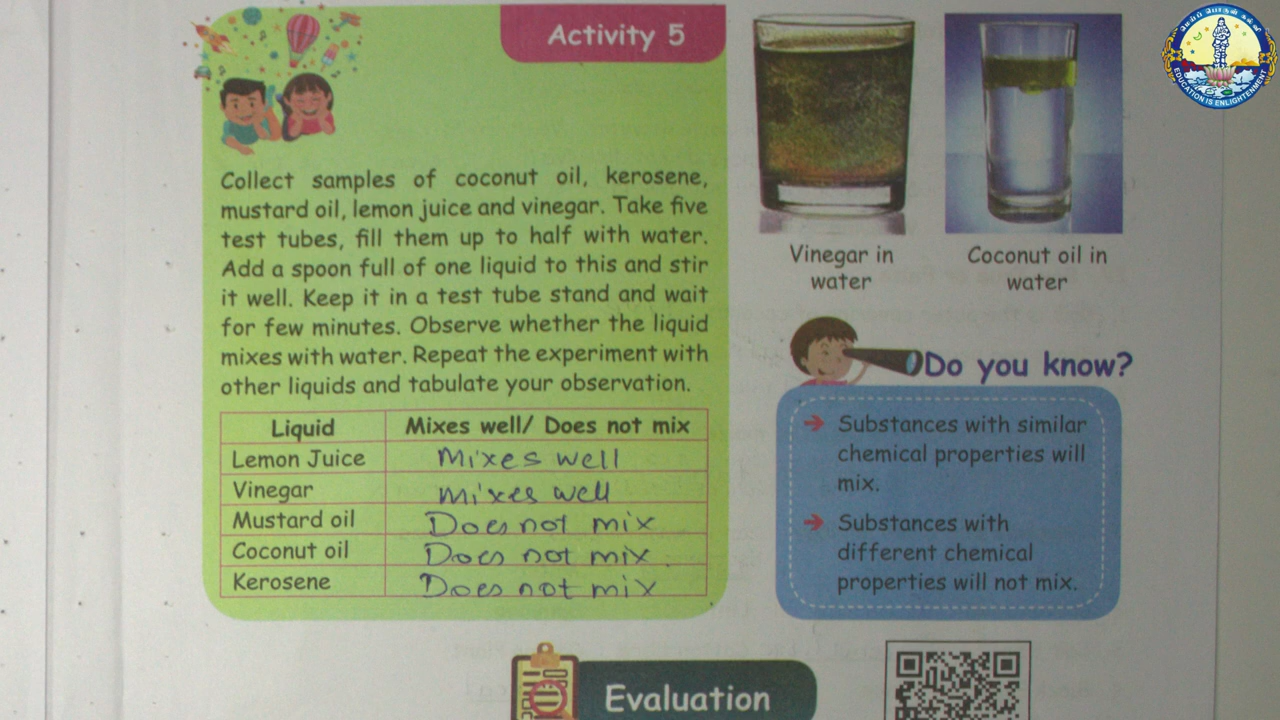 Activity 5
Collect samples of coconut oil, kerosene,
mustard oil, lemon juice and vinegar. Take five
test tubes, fill them up to half with water.
Add a spoon full of one liquid to this and stir
it well. Keep it in a test tube stand and wait
for few minutes. Observe whether the liquid
mixes with water. Repeat the experiment with
other liquids and tabulate your observation.
Liquid Mixes well/ Does not mix
Lemon Juice Mixes well
Vinegar Mixes well
Mustard oil Does not mix
Coconut oil Does not mix.
Kerosene Does not mix
Vinegar in
water
Coconut oil in
water
Do you know?
Substances with similar
chemical properties will
mix.
Substances with
different chemical
properties will not mix.
Evaluation
EDUCATION IS ENLIGHTENMENT